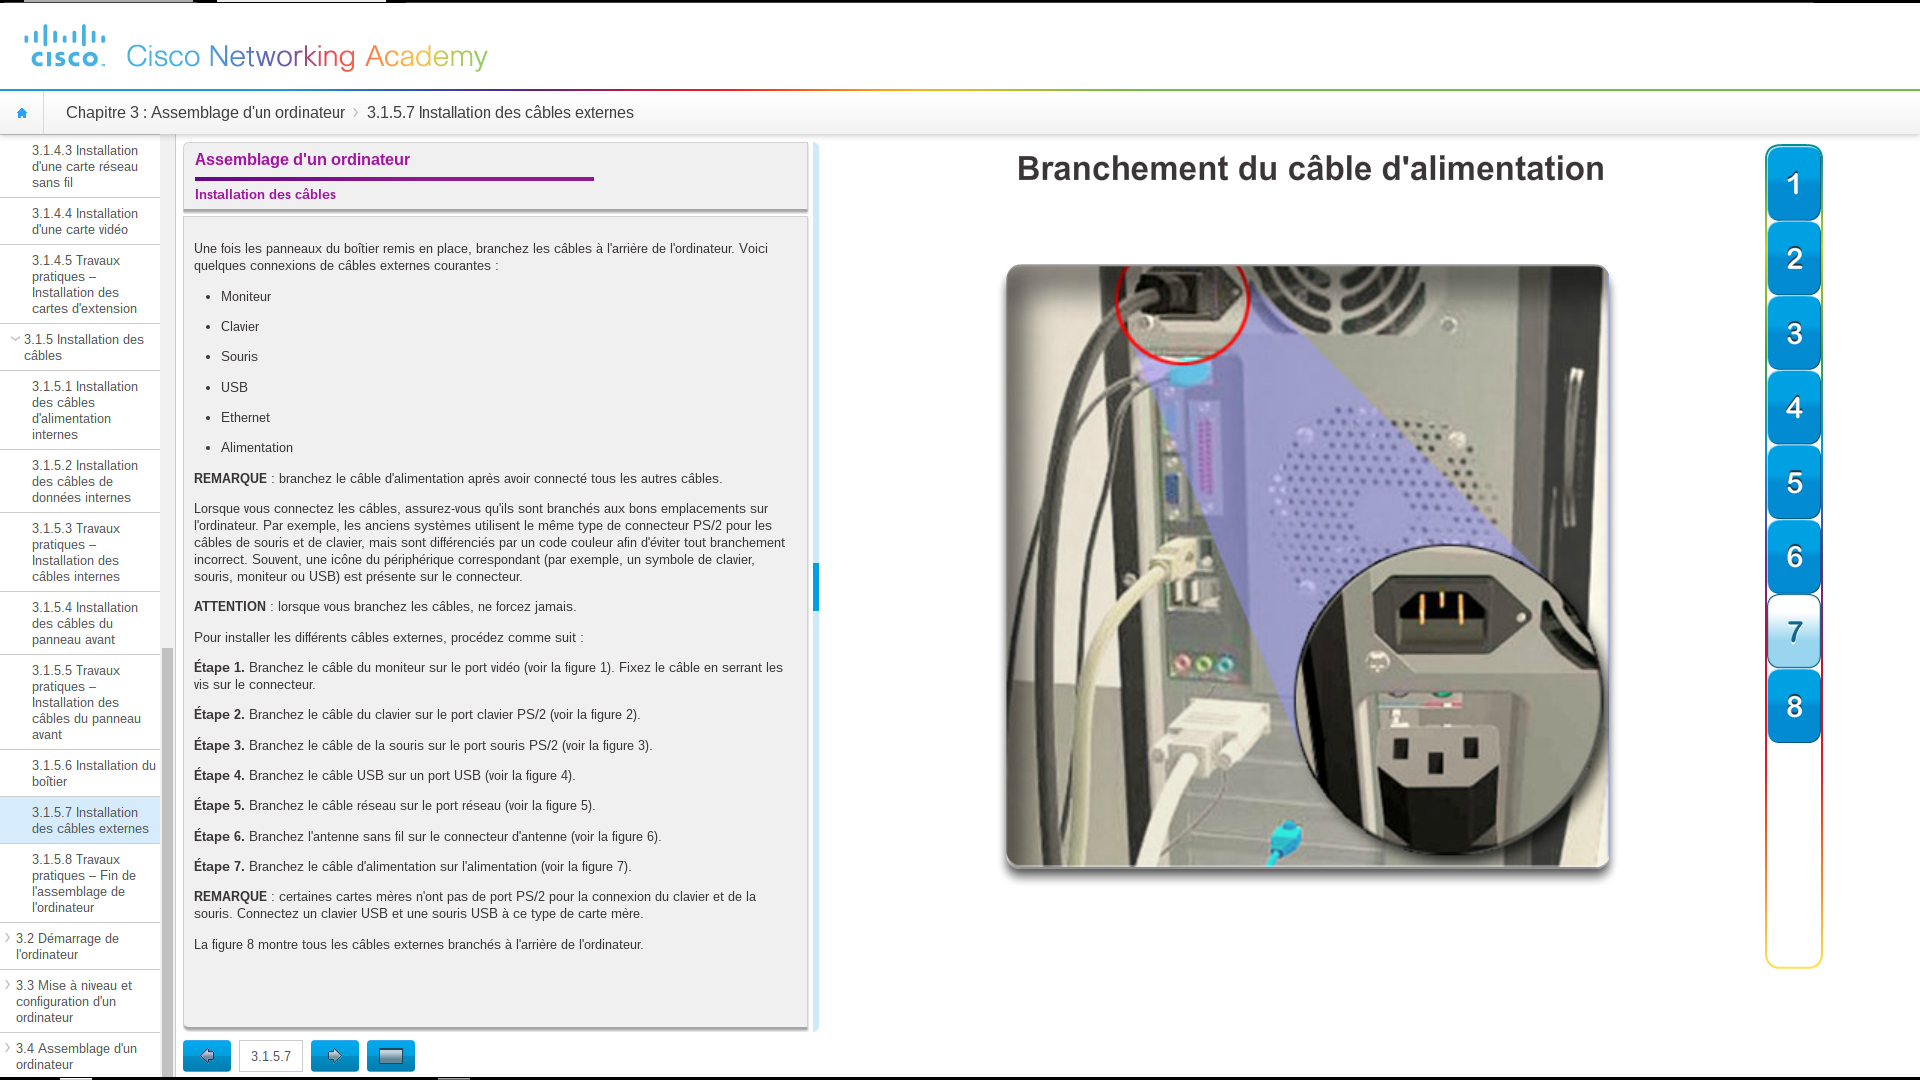 cisco
Cisco Networking Academy
Chapitre 3 : Assemblage d'un ordinateur
3.1.5.7 Installation des câbles externes
3.1.4.3 Installation
d'une carte réseau
sans fil
3.1.4.4 Installation
d'une carte vidéo
3.1.4.5 Travaux
pratiques –
Installation des
cartes d'extension
3.1.5 Installation des
câbles
3.1.5.1 Installation
des câbles
d'alimentation
internes
3.1.5.2 Installation
des câbles de
données internes
3.1.5.3 Travaux
pratiques –
Installation des
câbles internes
3.1.5.4 Installation
des câbles du
panneau avant
3.1.5.5 Travaux
pratiques –
Installation des
câbles du panneau
avant
3.1.5.6 Installation du
boîtier
3.1.5.7 Installation
des câbles externes
3.1.5.8 Travaux
pratiques – Fin de
l'assemblage de
l'ordinateur
3.2 Démarrage de
l'ordinateur
3.3 Mise à niveau et
configuration d'un
ordinateur
3.4 Assemblage d'un
ordinateur
Assemblage d'un ordinateur
Installation des câbles
Une fois les panneaux du boîtier remis en place, branchez les câbles à l'arrière de l'ordinateur. Voici
quelques connexions de câbles externes courantes :
• Moniteur
• Clavier
• Souris
• USB
• Ethernet
• Alimentation
REMARQUE : branchez le câble d'alimentation après avoir connecté tous les autres câbles.
Lorsque vous connectez les câbles, assurez-vous qu'ils sont branchés aux bons emplacements sur
l'ordinateur. Par exemple, les anciens systèmes utilisent le même type de connecteur PS/2 pour les
câbles de souris et de clavier, mais sont différenciés par un code couleur afin d'éviter tout branchement
incorrect. Souvent, une icône du périphérique correspondant (par exemple, un symbole de clavier,
souris, moniteur ou USB) est présente sur le connecteur.
ATTENTION : lorsque vous branchez les câbles, ne forcez jamais.
Pour installer les différents câbles externes, procédez comme suit :
Étape 1. Branchez le câble du moniteur sur le port vidéo (voir la figure 1). Fixez le câble en serrant les
vis sur le connecteur.
Étape 2. Branchez le câble du clavier sur le port clavier PS/2 (voir la figure 2).
Étape 3. Branchez le câble de la souris sur le port souris PS/2 (voir la figure 3).
Étape 4. Branchez le câble USB sur un port USB (voir la figure 4).
Étape 5. Branchez le câble réseau sur le port réseau (voir la figure 5).
Étape 6. Branchez l'antenne sans fil sur le connecteur d'antenne (voir la figure 6).
Étape 7. Branchez le câble d'alimentation sur l'alimentation (voir la figure 7).
REMARQUE : certaines cartes mères n'ont pas de port PS/2 pour la connexion du clavier et de la
souris. Connectez un clavier USB et une souris USB à ce type de carte mère.
La figure 8 montre tous les câbles externes branchés à l'arrière de l'ordinateur.
3.1.5.7
Branchement du câble d'alimentation
1
2
3
4
5
6
7
8